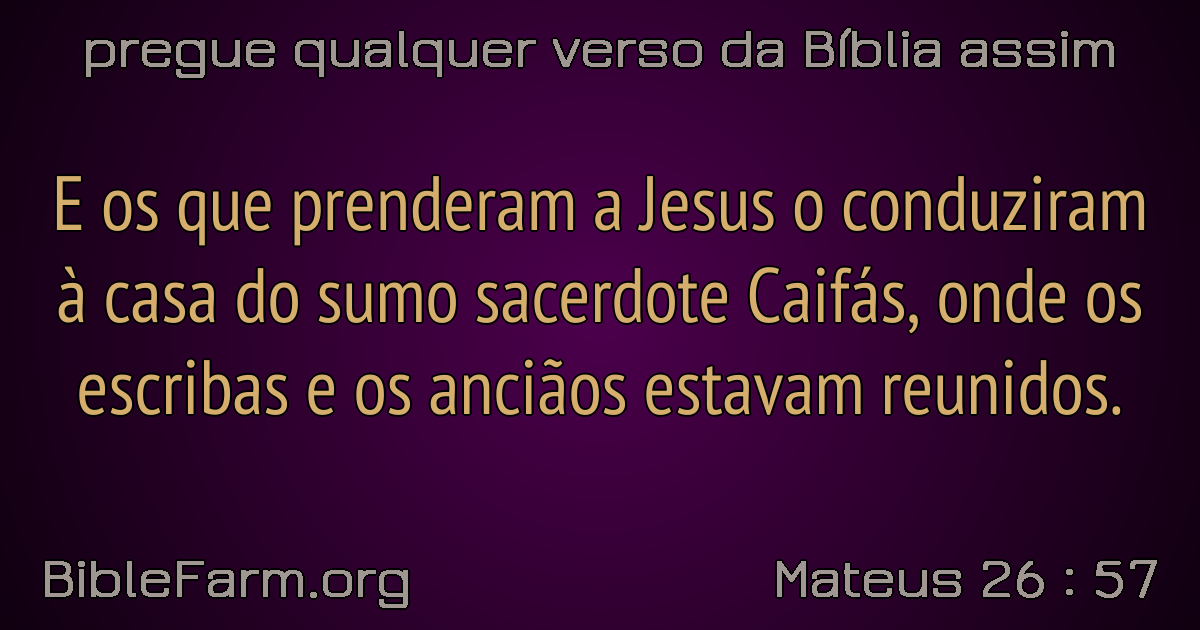 pregue qualquer verso da Bíblia assim
E os que prenderam a Jesus o conduziram
à casa do sumo sacerdote Caifás, onde os
escribas e os anciãos estavam reunidos.
BibleFarm.org
Mateus 26 : 57